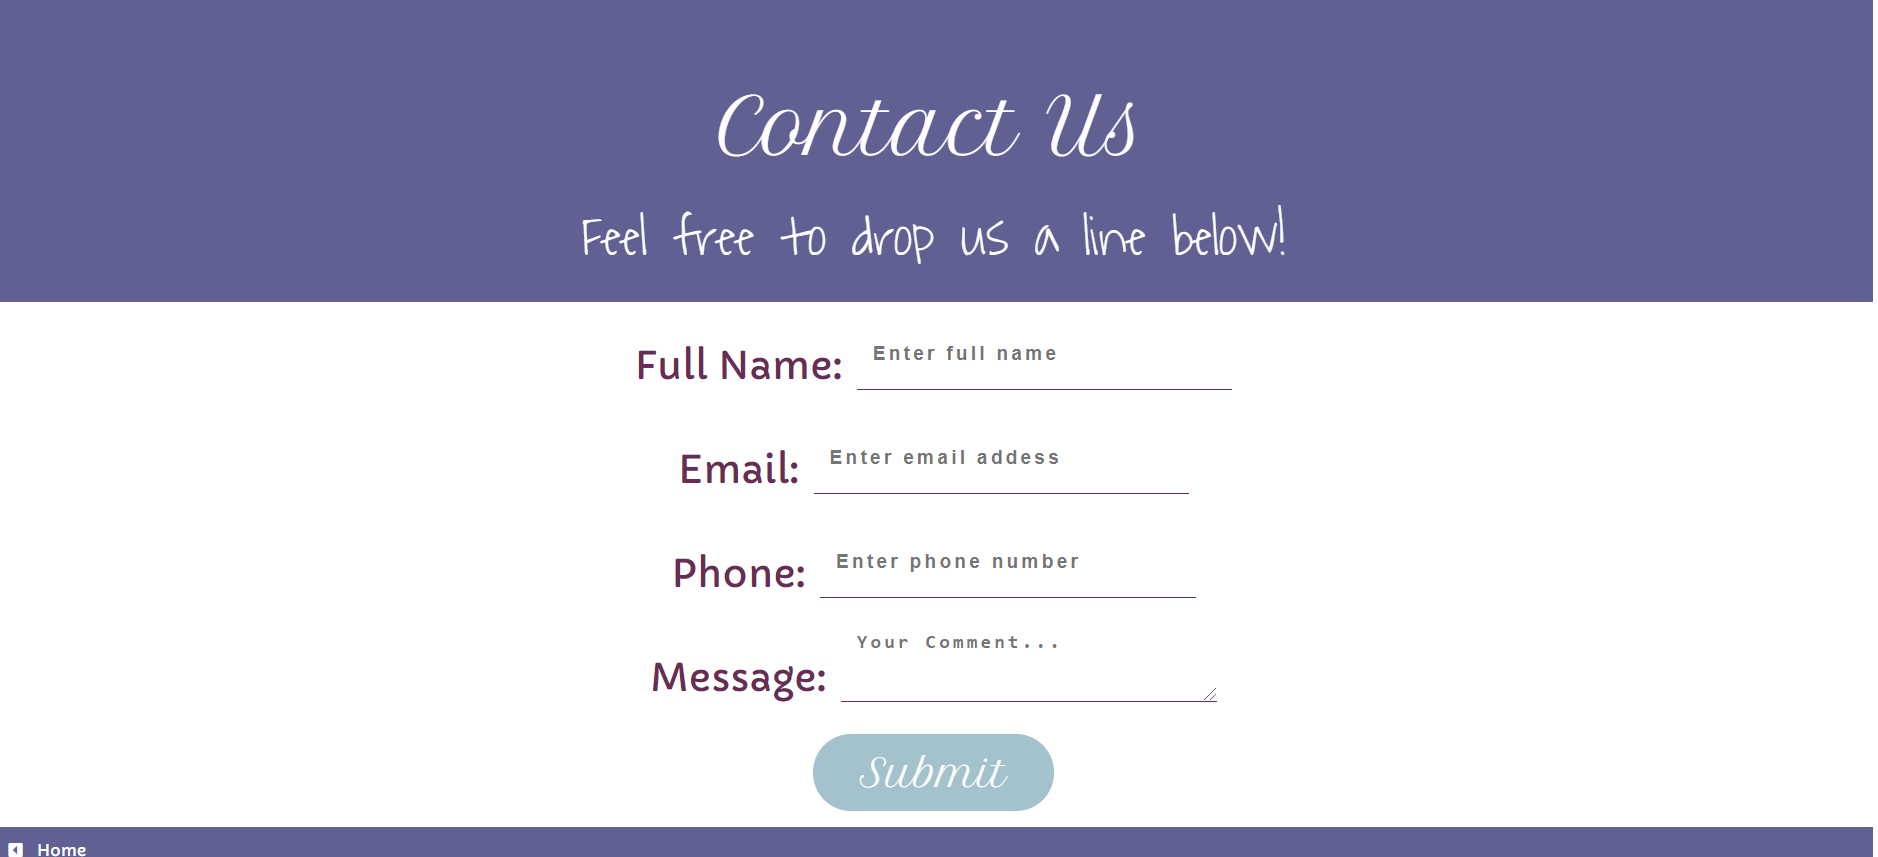 Contact Us
Feel free to drop us a line below!
Full Name: Enter full name
Email: Enter email addess
Phone: Enter phone number
Message: Your Comment...
Submit
Home